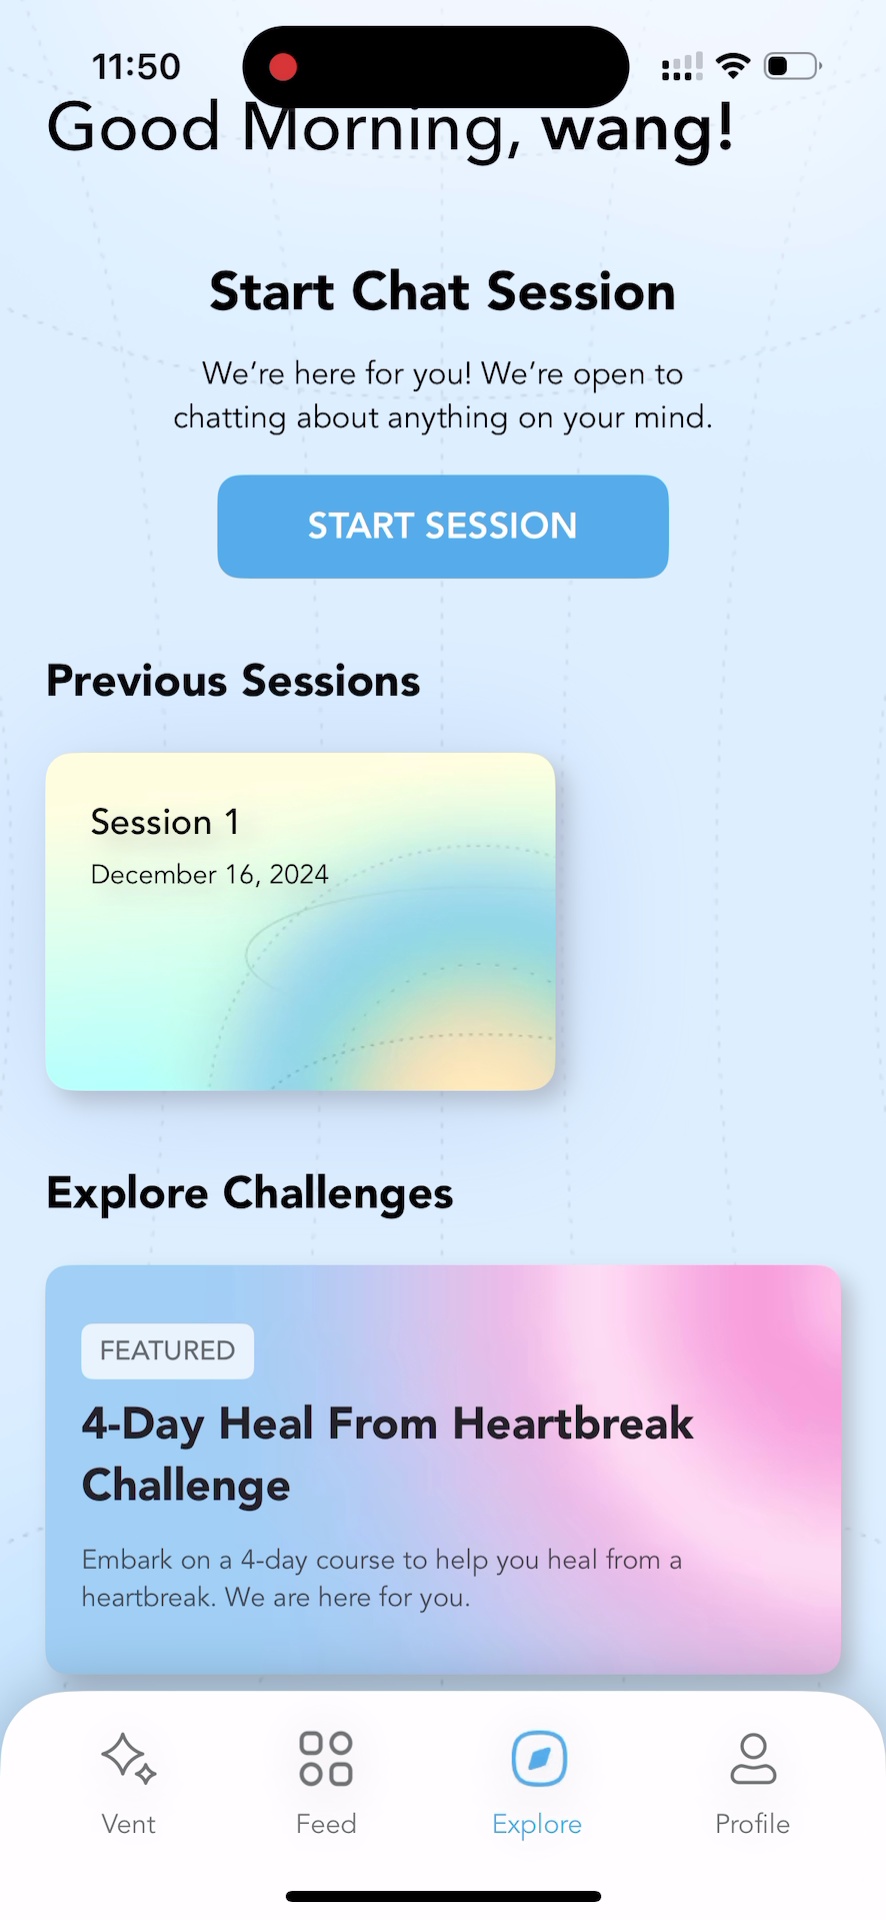 11:50
Good Morning, wang!
Start Chat Session
We're here for you! We're open to
chatting about anything on your mind.
START SESSION
Previous Sessions
Session 1
December 16, 2024
Explore Challenges
FEATURED
4-Day Heal From Heartbreak
Challenge
Embark on a 4-day course to help you heal from a
heartbreak. We are here for you.
Vent
Feed
Explore
Profile